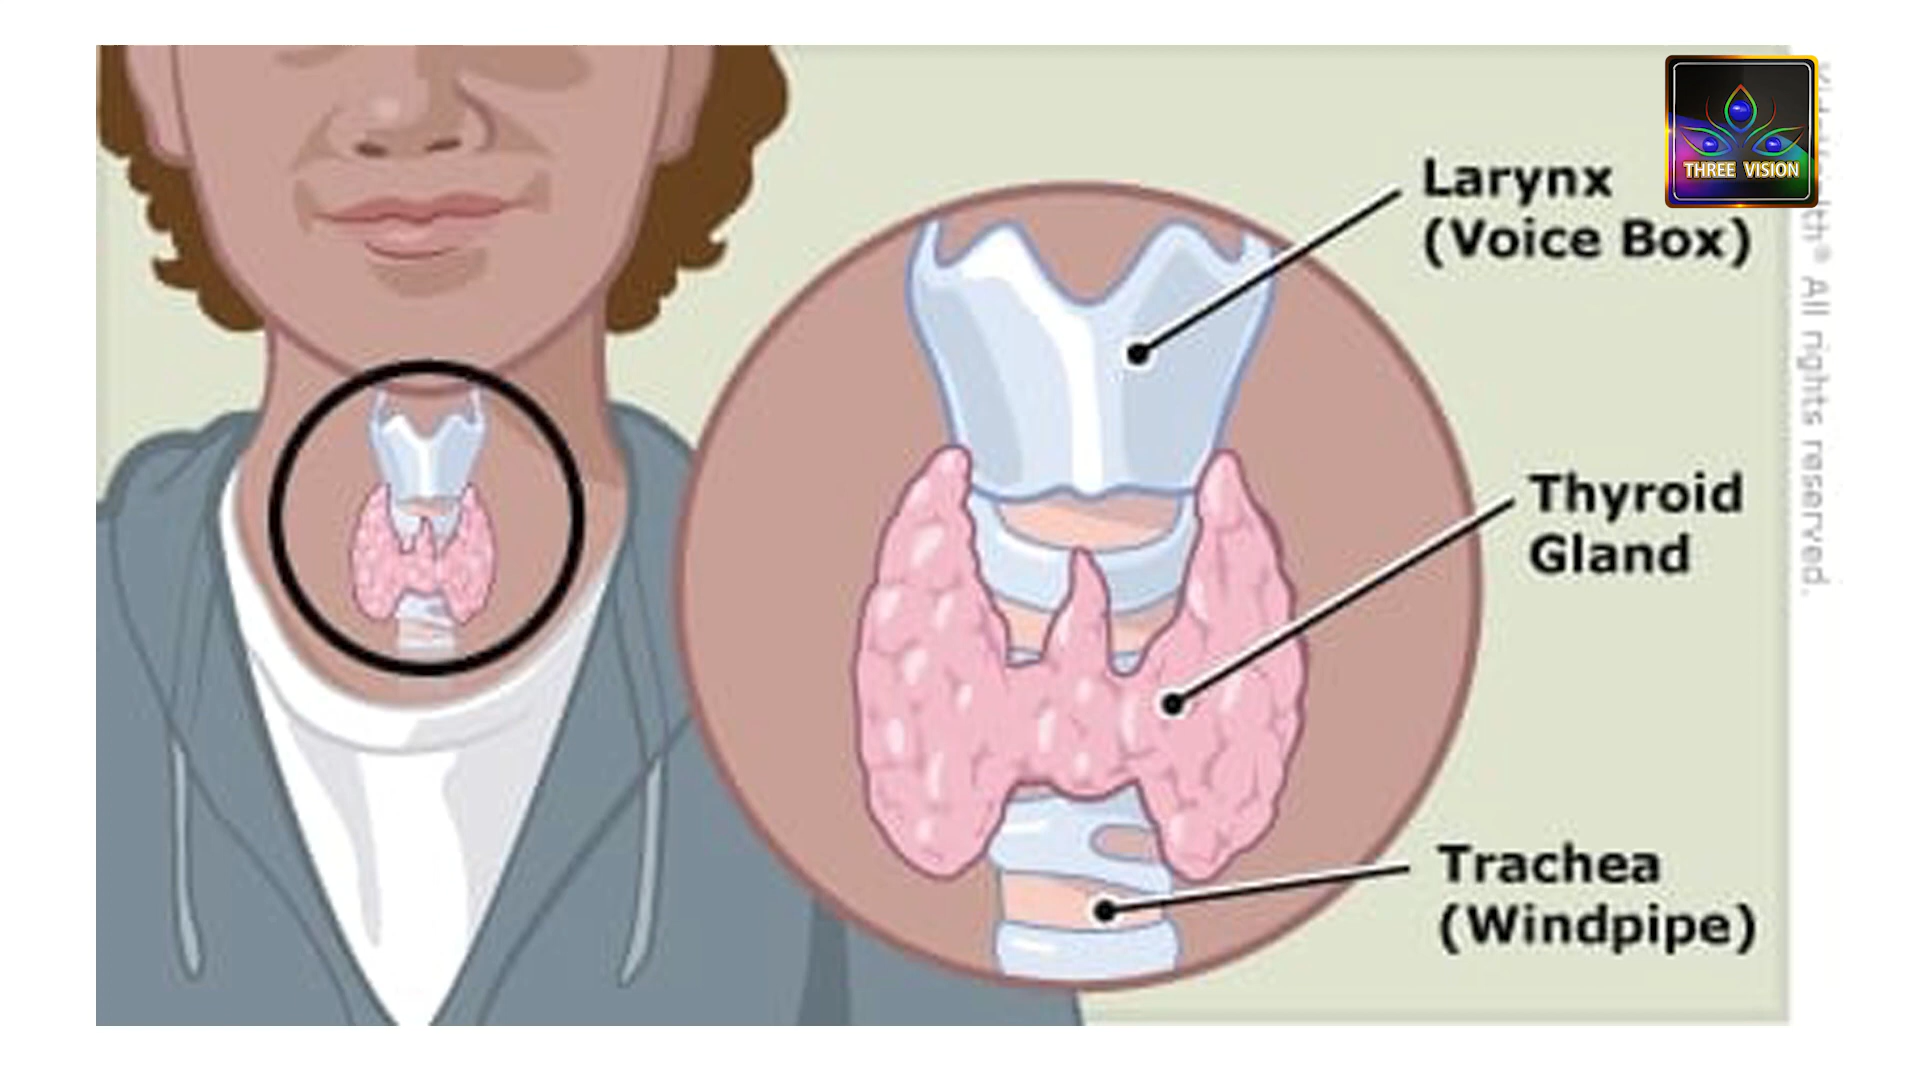 THREE VISION
Larynx
(Voice Box)
Thyroid
Gland
Trachea
(Windpipe)
All rights reserved.